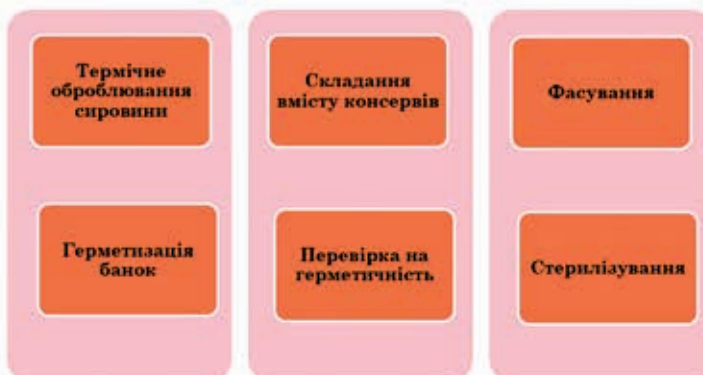 Термічне
оброблювання
сировини
Складання
вмісту консервів
Фасування
Герметизація
банок
Перевірка на
герметичність
Стерилізування